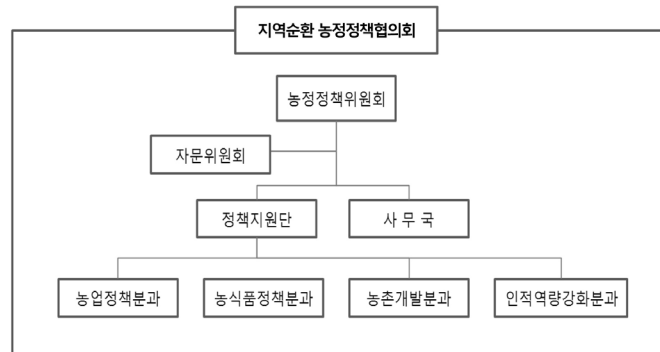 지역순환 농정정책협의회
농정정책위원회
자문위원회
정책지원단
사 무 국
농업정책분과
농식품정책분과
농촌개발분과
인적역량강화분과